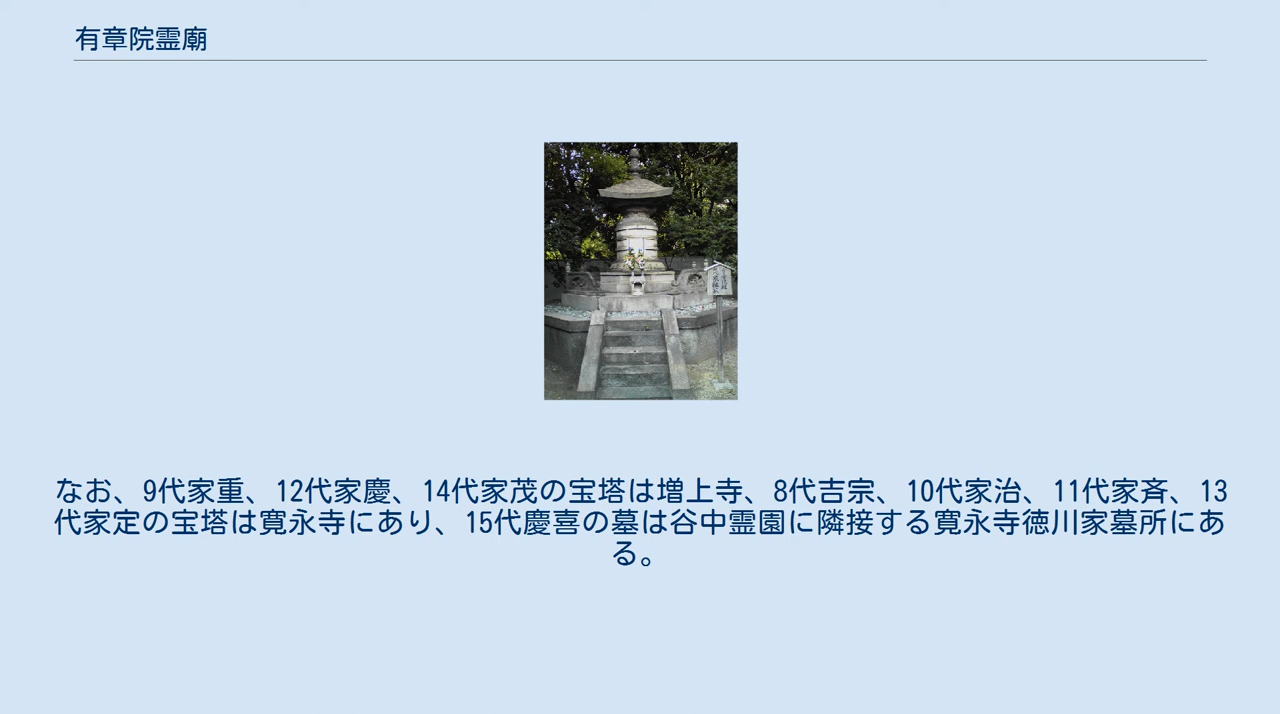 有章院霊廟
なお、9代家重、12代家慶、14代家茂の宝塔は増上寺、8代吉宗、10代家治、11代家斉、13
代家定の宝塔は寛永寺にあり、15代慶喜の墓は谷中霊園に隣接する寛永寺徳川家墓所にあ
る。